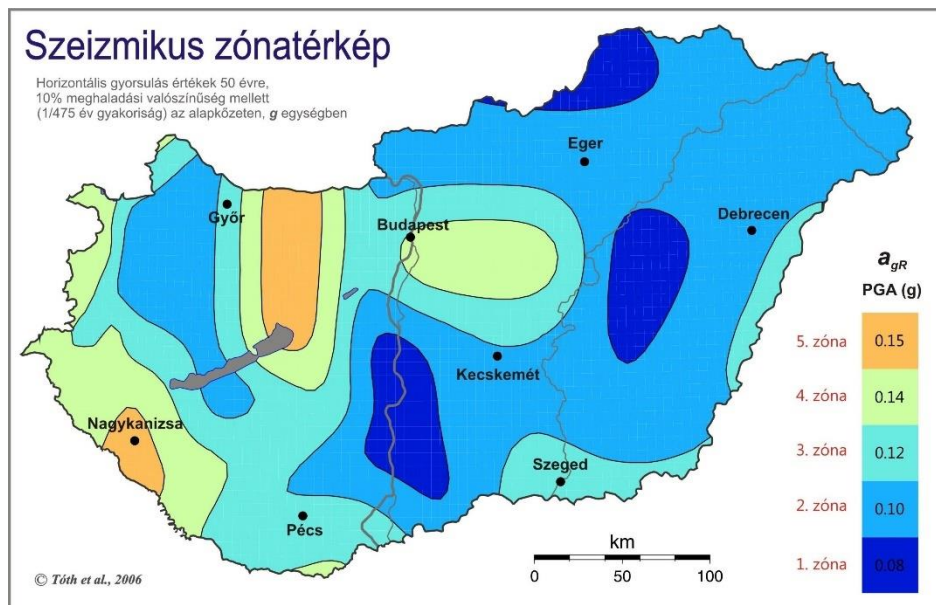 Szeizmikus zónatérkép
Horizontális gyorsulás értékek 50 évre,
10% meghaladási valószínűség mellett
(1/475 év gyakoriság) az alapkőzeten, g egységben
Eger
Győr
Budapest
Debrecen
Kecskemét
Nagykanizsa
Szeged
Pécs
agR
PGA (g)
5. zóna 0.15
4. zóna 0.14
3. zóna 0.12
2. zóna 0.10
1. zóna 0.08
km
0 50 100
© Tóth et al., 2006